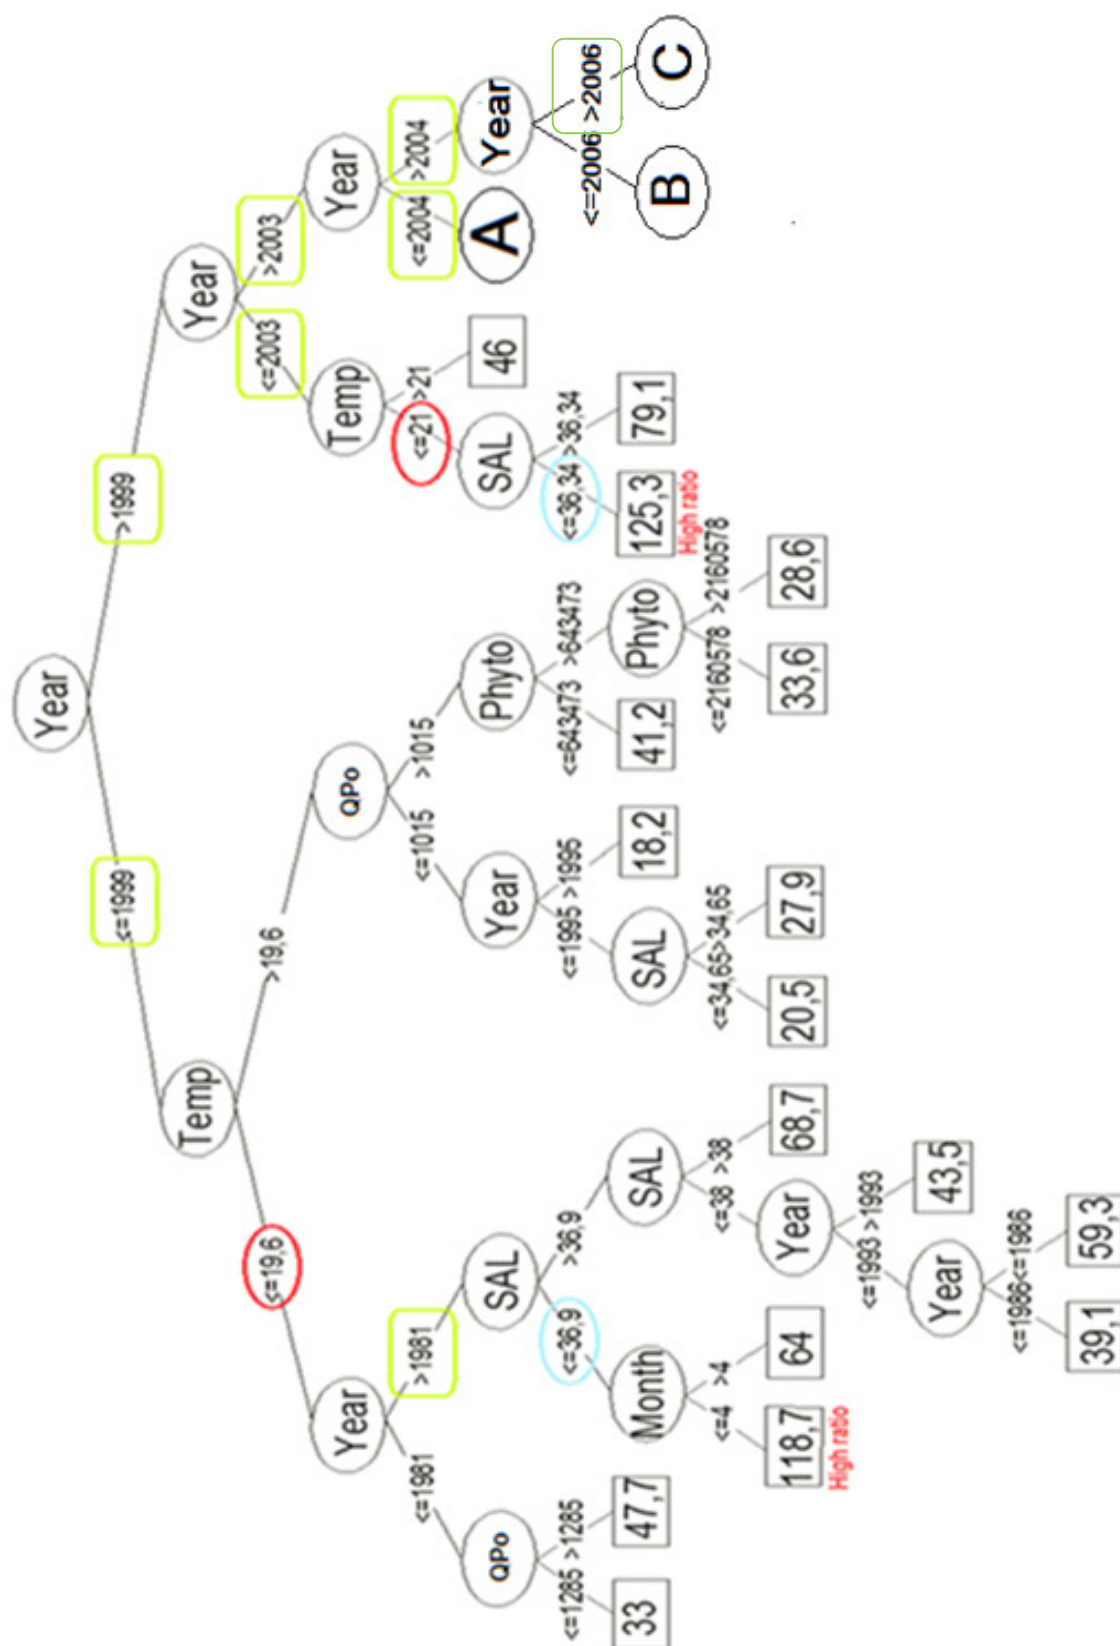 Year
<=1999
>1999
Temp
Year
<=19,6
>19,6
<=2003
>2003
Year
QPo
Temp
Year
<=1981
>1981
<=1015
>1015
<=21
>21
<=2004
>2004
QPo
SAL
Year
Phyto
SAL
46
A
Year
<=1285
>1285
<=36,9
>36,9
<=1995
>1995
<=643473
>643473
<=36,34
>36,34
<=2006
>2006
33
47,7
Month
SAL
SAL
18,2
41,2
Phyto
125,3
79,1
B
C
High ratio
<=4
>4
<=38
>38
<=34,65
>34,65
<=2160578
>2160578
118,7
64
Year
68,7
20,5
27,9
33,6
28,6
High ratio
<=1993
>1993
Year
43,5
<=1986
<=1986
39,1
59,3